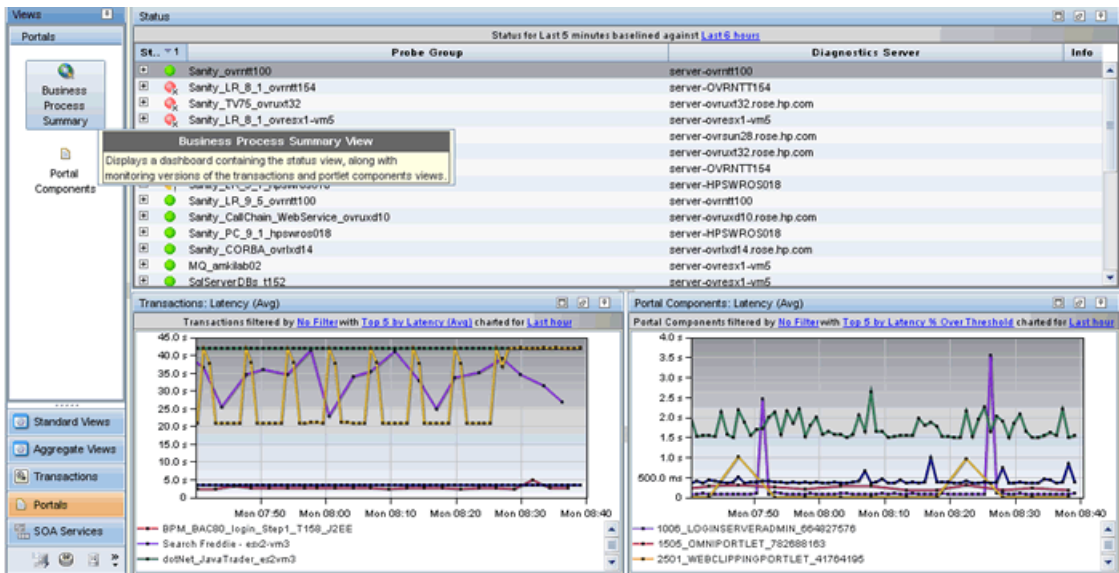 Views
Status
Portals
Status for Last 5 minutes baselined against Last 6 hours
St.. 1 Probe Group Diagnostics Server Info
Business Process Summary
Sanity_ovrntt100 server-ovrntt100
Sanity_LR_8_1_ovrntt154 server-OVRNTT154
Sanity_TV75_ovruxt32 server-ovruxt32.rose.hp.com
Sanity_LR_8_1_ovresx1-vm5 server-ovresx1-vm5
Business Process Summary View
Displays a dashboard containing the status view, along with
monitoring versions of the transactions and portlet components views.
server-ovrsun28.rose.hp.com
server-ovruxt32.rose.hp.com
server-OVRNTT154
server-HPSWROS018
Portal Components
Sanity_LR_9_5_ovrntt100 server-ovrntt100
Sanity_CallChain_WebService_ovruxd10 server-ovruxd10.rose.hp.com
Sanity_PC_9_1_hpswros018 server-HPSWROS018
Sanity_CORBA_ovrlxd14 server-ovrlxd14.rose.hp.com
MQ_amkilab02 server-ovresx1-vm5
SqlServerDBs_t152 server-ovresx1-vm5
Transactions: Latency (Avg)
Transactions filtered by No Filter with Top 5 by Latency (Avg) charted for Last hour
45.0 s
40.0 s
35.0 s
30.0 s
25.0 s
20.0 s
15.0 s
10.0 s
5.0 s
0
Mon 07:50 Mon 08:00 Mon 08:10 Mon 08:20 Mon 08:30 Mon 08:40
BPM_BAC80_login_Step1_T158_J2EE
Search Freddie - esx2-vm3
dotNet_JavaTrader_es2vm3
Portal Components: Latency (Avg)
Portal Components filtered by No Filter with Top 5 by Latency % Over Threshold charted for Last hour
4.0 s
3.5 s
3.0 s
2.5 s
2.0 s
1.5 s
1.0 s
500.0 ms
0
Mon 07:50 Mon 08:00 Mon 08:10 Mon 08:20 Mon 08:30 Mon 08:40
1006_LOGINSERVERADMIN_664827576
1505_OMNIPORTLET_782688163
2501_WEBCLIPPINGPORTLET_41764195
Standard Views
Aggregate Views
Transactions
Portals
SOA Services